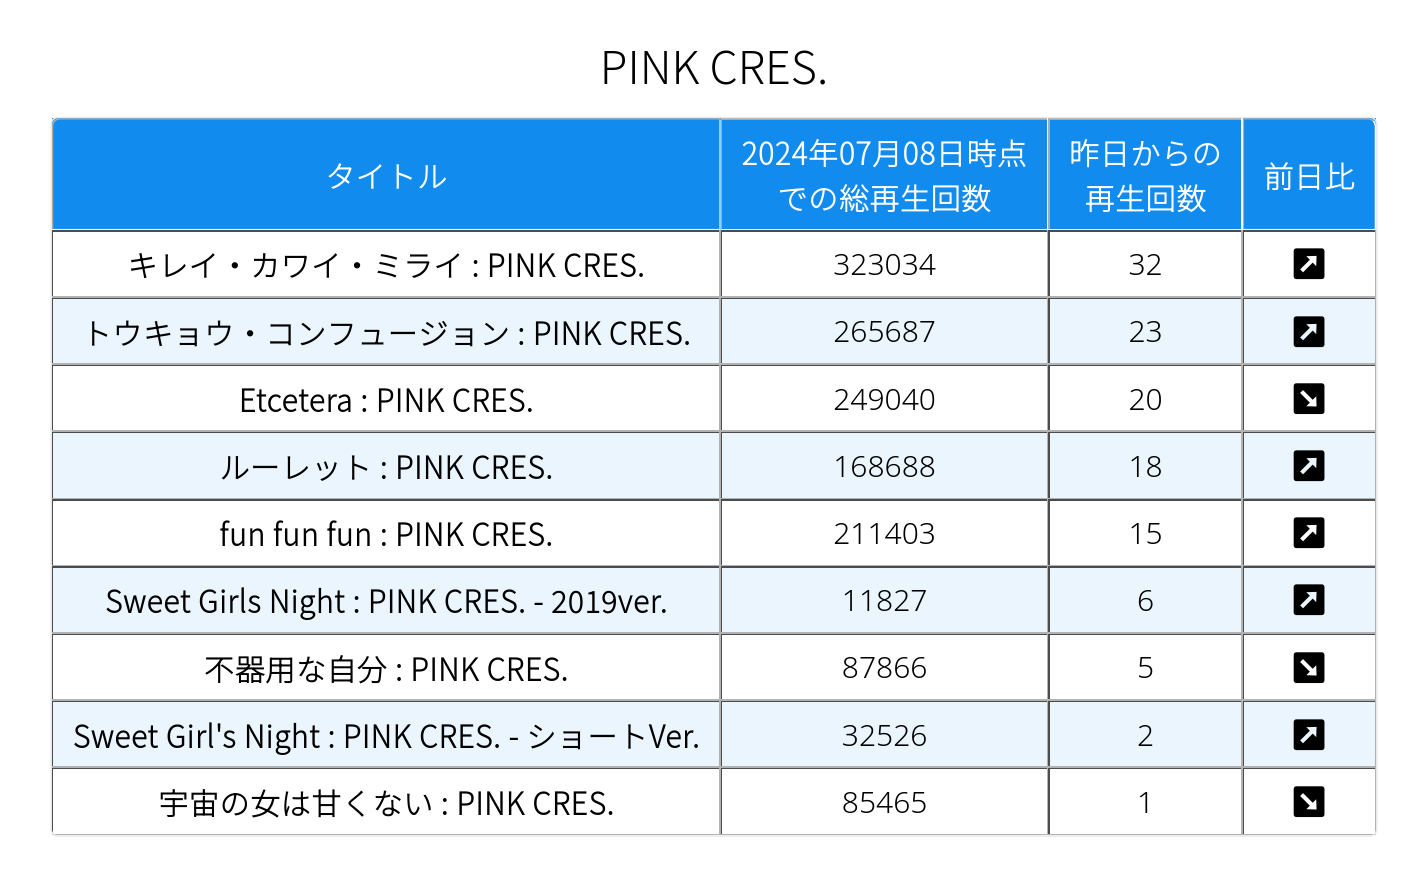 PINK CRES.
タイトル
2024年07月08日時点
での総再生回数
昨日からの
再生回数
前日比
キレイ・カワイ・ミライ : PINK CRES. 323034 32
トウキョウ・コンフュージョン : PINK CRES. 265687 23
Etcetera : PINK CRES. 249040 20
ルーレット : PINK CRES. 168688 18
fun fun fun : PINK CRES. 211403 15
Sweet Girls Night : PINK CRES. - 2019ver. 11827 6
不器用な自分 : PINK CRES. 87866 5
Sweet Girl's Night : PINK CRES. - ショートVer. 32526 2
宇宙の女は甘くない : PINK CRES. 85465 1